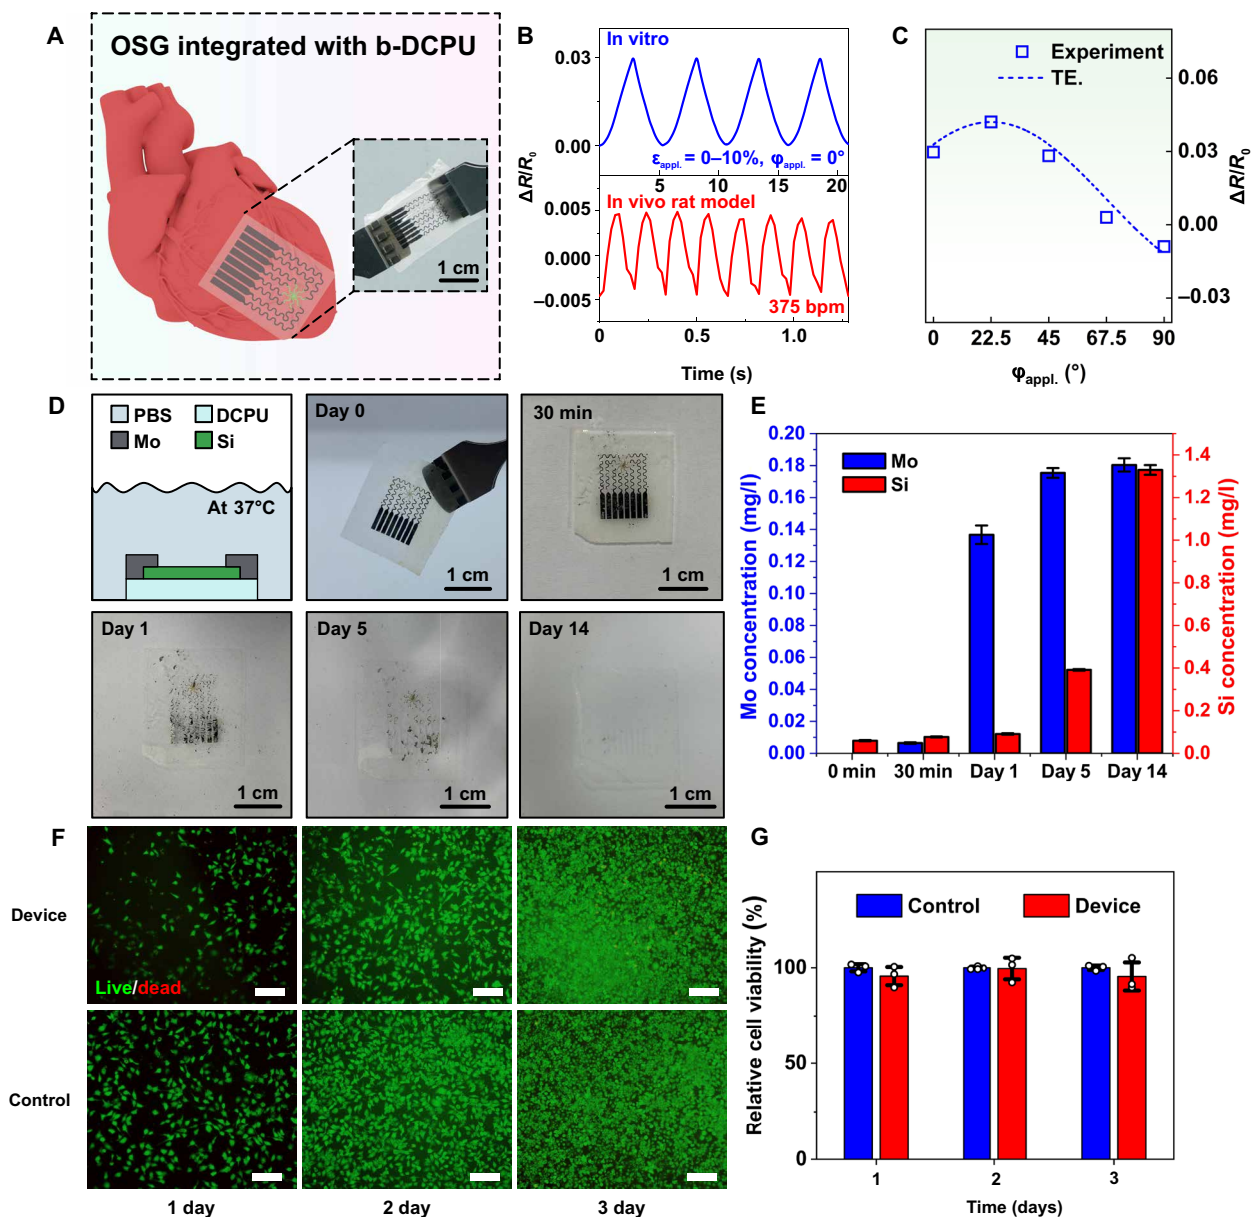 A
OSG integrated with b-DCPU
1 cm
B
In vitro
0.03
0.00
εappl. = 0–10%, φappl. = 0°
5 10 15 20
ΔR/R0
In vivo rat model
0.005
0.000
–0.005
375 bpm
0 0.5 1.0
Time (s)
C
Experiment
TE.
0.06
0.03
0.00
–0.03
ΔR/R0
0 22.5 45 67.5 90
φappl. (°)
D
PBS DCPU
Mo Si
At 37°C
Day 0
1 cm
30 min
1 cm
Day 1
1 cm
Day 5
1 cm
Day 14
1 cm
E
Mo
Si
0.20
0.18
0.16
0.14
0.12
0.10
0.08
0.06
0.04
0.02
0.00
Mo concentration (mg/l)
1.4
1.2
1.0
0.8
0.6
0.4
0.2
0.0
Si concentration (mg/l)
0 min 30 min Day 1 Day 5 Day 14
F
Device
Live/dead
Control
1 day 2 day 3 day
G
Control Device
100
50
0
Relative cell viability (%)
1 2 3
Time (days)